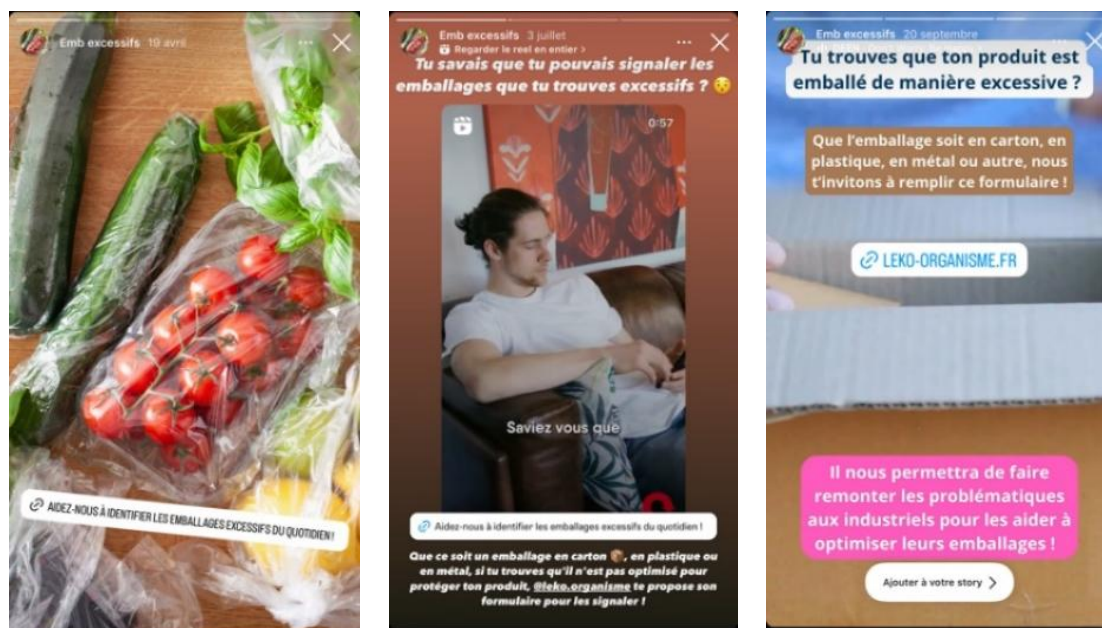 Emb excessifs 19 avril
AIDEZ-NOUS À IDENTIFIER LES EMBALLAGES EXCESSIFS DU QUOTIDIEN !
Emb excessifs 3 juillet
Regarder le reel en entier >
Tu savais que tu pouvais signaler les
emballages que tu trouves excessifs ? 😯
0:57
Saviez vous que
Aidez-nous à identifier les emballages excessifs du quotidien !
Que ce soit un emballage en carton 📦, en plastique ou
en métal, si tu trouves qu'il n'est pas optimisé pour
protéger ton produit, @leko.organisme te propose son
formulaire pour les signaler !
Emb excessifs 20 septembre
Tu trouves que ton produit est
emballé de manière excessive ?
Que l'emballage soit en carton, en
plastique, en métal ou autre, nous
t'invitons à remplir ce formulaire !
LEKO-ORGANISME.FR
Il nous permettra de faire
remonter les problématiques
aux industriels pour les aider à
optimiser leurs emballages !
Ajouter à votre story >